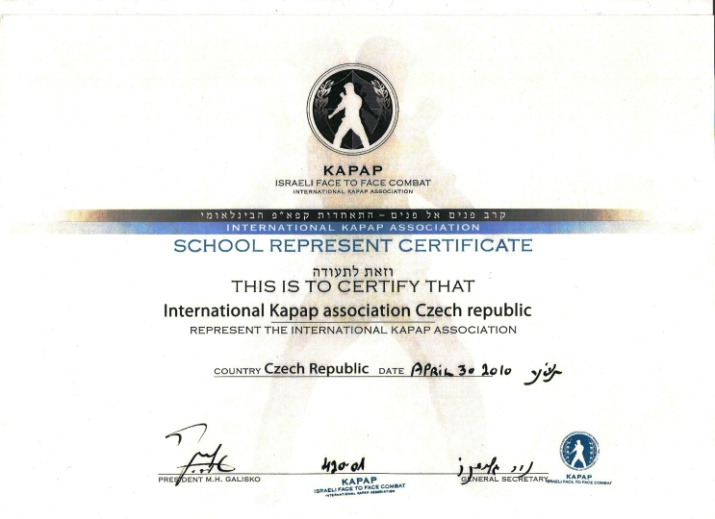 KAPAP
ISRAELI FACE TO FACE COMBAT
INTERNATIONAL KAPAP ASSOCIATION
קרב פנים אל פנים - התאחדות קפא״פ הבינלאומי
INTERNATIONAL KAPAP ASSOCIATION
SCHOOL REPRESENT CERTIFICATE
וזאת לתעודה
THIS IS TO CERTIFY THAT
International Kapap association Czech republic
REPRESENT THE INTERNATIONAL KAPAP ASSOCIATION
COUNTRY Czech Republic DATE APRIL 30 2010
420-01
PRESIDENT M.H. GALISKO
GENERAL SECRETARY
KAPAP
ISRAELI FACE TO FACE COMBAT
INTERNATIONAL KAPAP ASSOCIATION
KAPAP
ISRAELI FACE TO FACE COMBAT